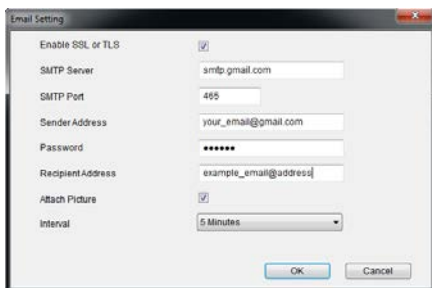 Email Setting
Enable SSL or TLS
SMTP Server smtp.gmail.com
SMTP Port 465
Sender Address your_email@gmail.com
Password ••••••
Recipient Address example_email@address
Attach Picture
Interval 5 Minutes
OK Cancel